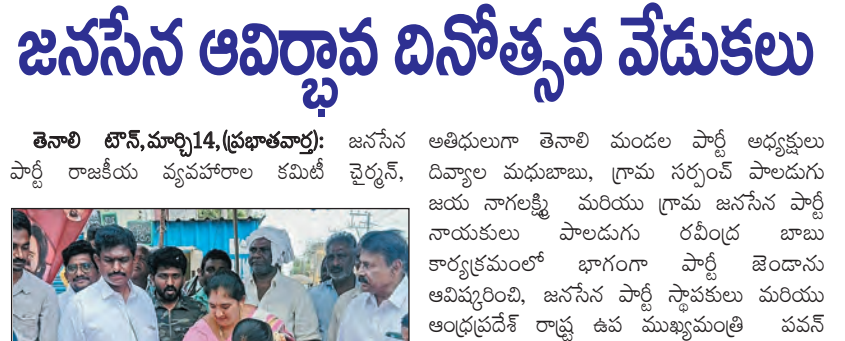 జనసేన ఆవిర్భావ దినోత్సవ వేడుకలు
తెనాలి టౌన్,మార్చి14,(ప్రభాతవార్త): జనసేన
పార్టీ రాజకీయ వ్యవహారాల కమిటీ చైర్మన్,
అతిధులుగా తెనాలి మండల పార్టీ అధ్యక్షులు
దివ్యాల మధుబాబు, గ్రామ సర్పంచ్ పాలడుగు
జయ నాగలక్ష్మి మరియు గ్రామ జనసేన పార్టీ
నాయకులు పాలడుగు రవీంద్ర బాబు
కార్యక్రమంలో భాగంగా పార్టీ జెండాను
ఆవిష్కరించి, జనసేన పార్టీ స్థాపకులు మరియు
ఆంధ్రప్రదేశ్ రాష్ట్ర ఉప ముఖ్యమంత్రి పవన్